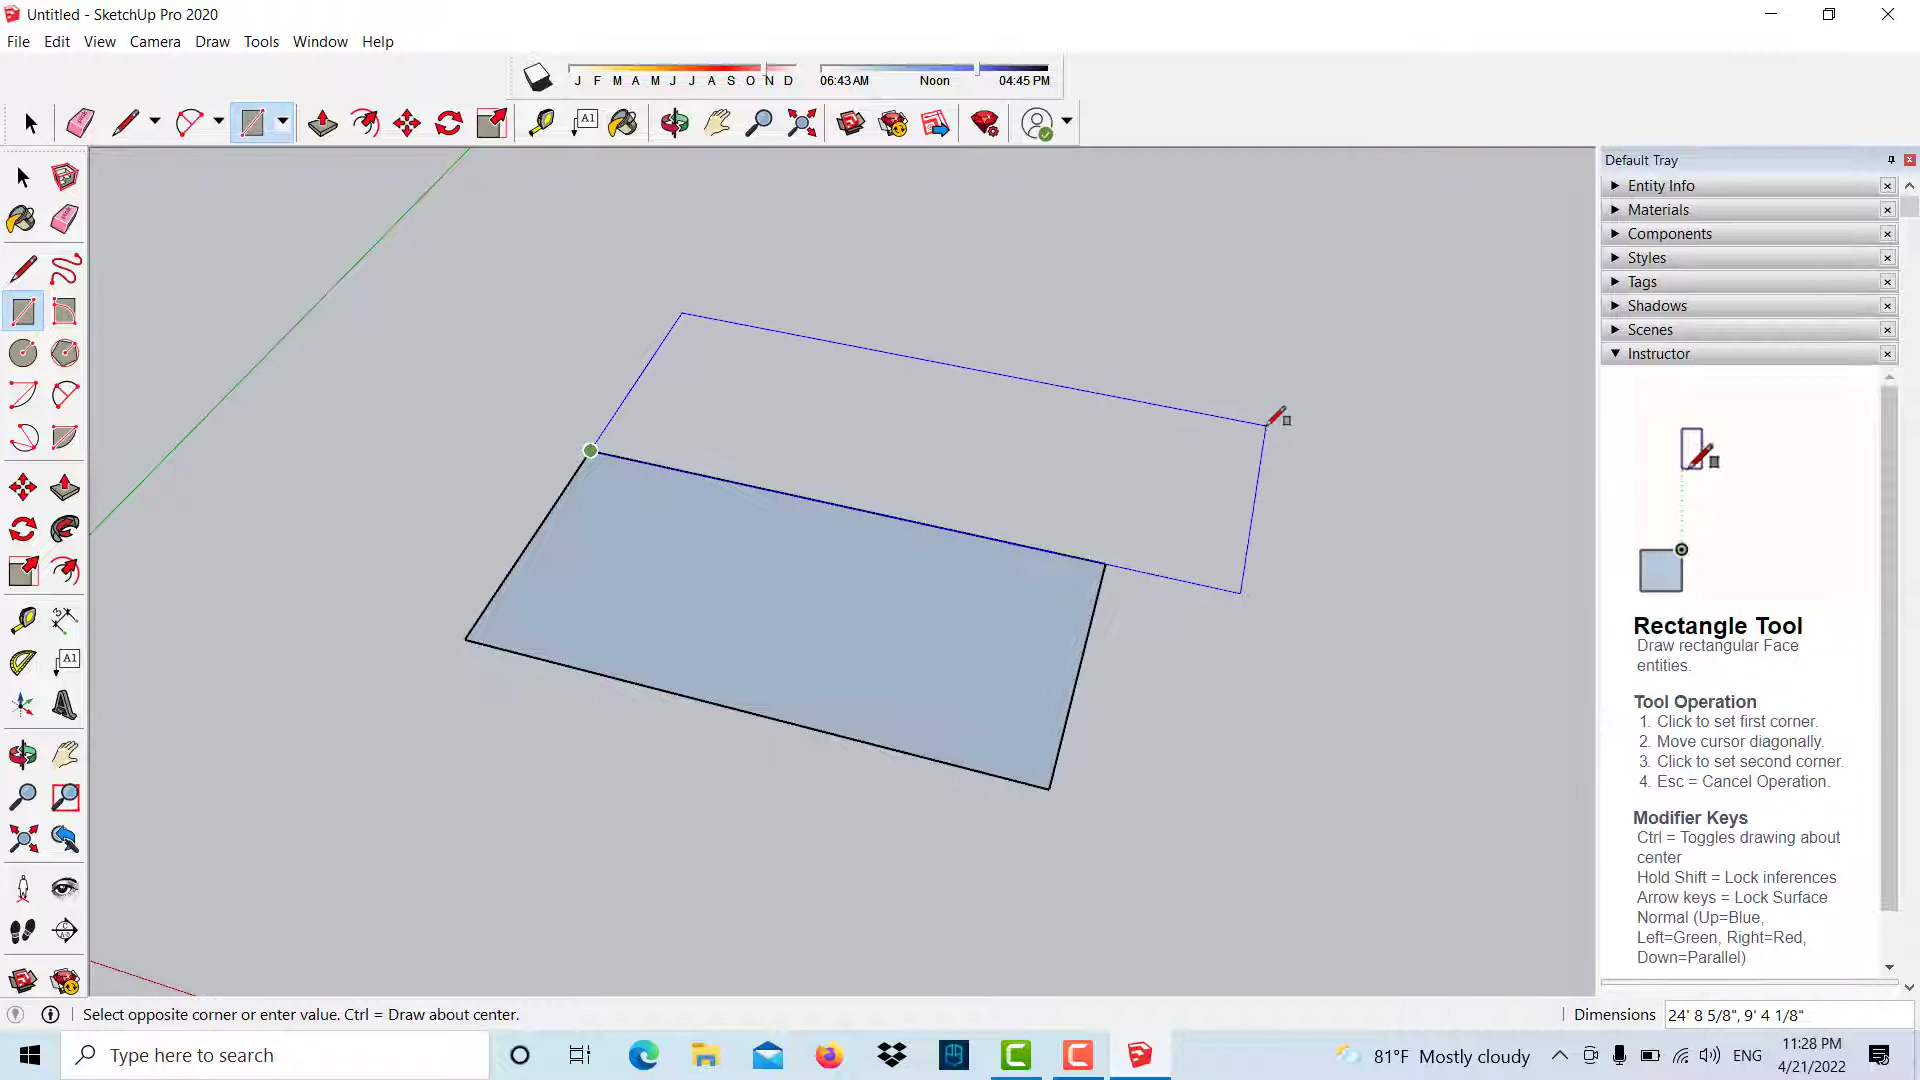 Untitled - SketchUp Pro 2020
File Edit View Camera Draw Tools Window Help
J F M A M J J A S O N D 06:43 AM Noon 04:45 PM
A1
Default Tray
Entity Info
Materials
Components
Styles
Tags
Shadows
Scenes
Instructor
A1
Rectangle Tool
Draw rectangular Face
entities.
Tool Operation
1. Click to set first corner.
2. Move cursor diagonally.
3. Click to set second corner.
4. Esc = Cancel Operation.
Modifier Keys
Ctrl = Toggles drawing about
center
Hold Shift = Lock inferences
Arrow keys = Lock Surface
Normal (Up=Blue,
Left=Green, Right=Red,
Down=Parallel)
Select opposite corner or enter value. Ctrl = Draw about center.
Dimensions 24' 8 5/8", 9' 4 1/8"
Type here to search
81°F Mostly cloudy
ENG
11:28 PM
4/21/2022